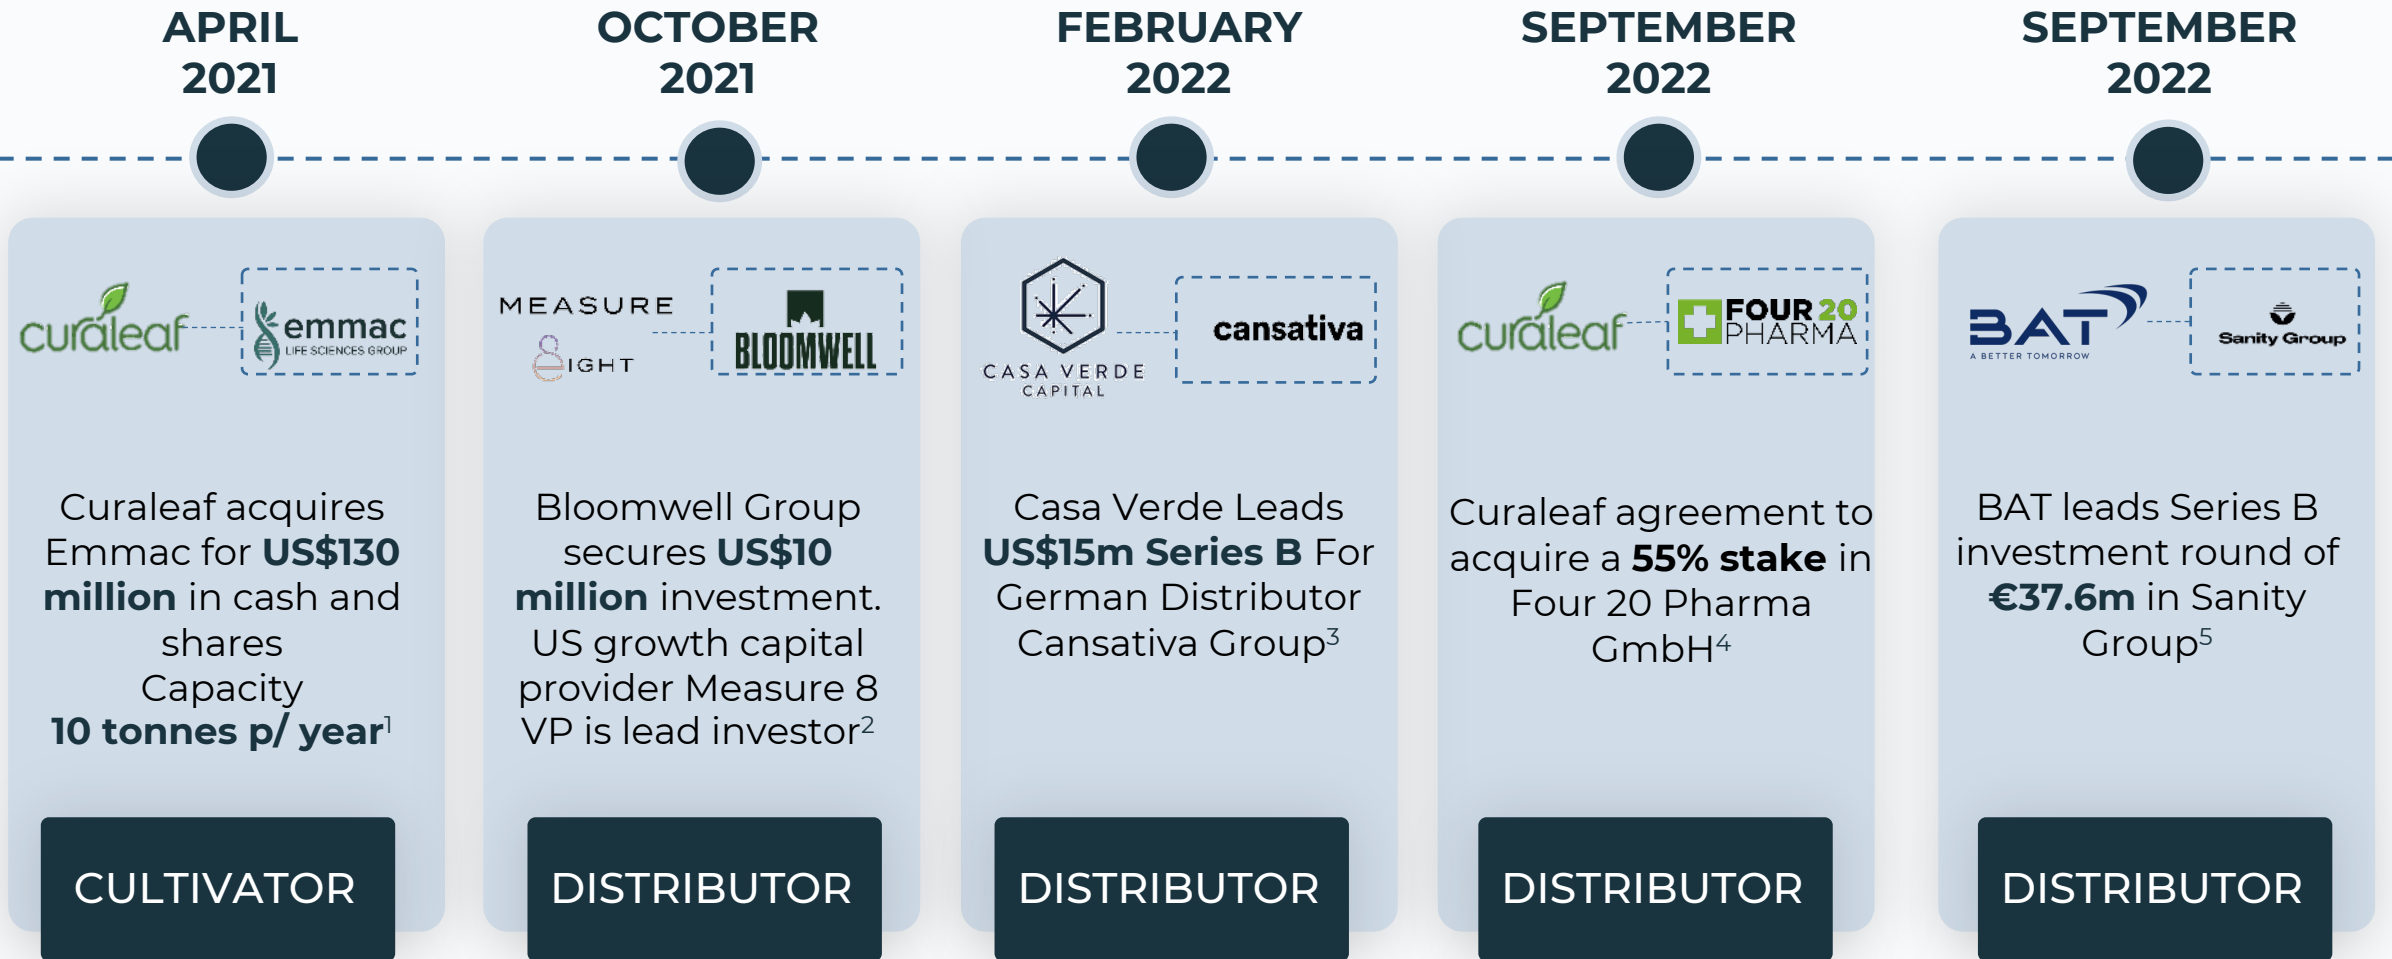 APRIL
2021
OCTOBER
2021
FEBRUARY
2022
SEPTEMBER
2022
SEPTEMBER
2022
curaleaf
emmac
LIFE SCIENCES GROUP
Curaleaf acquires
Emmac for US$130
million in cash and
shares
Capacity
10 tonnes p/ year1
CULTIVATOR
MEASURE
8IGHT
BLOOMWELL
Bloomwell Group
secures US$10
million investment.
US growth capital
provider Measure 8
VP is lead investor2
DISTRIBUTOR
CASA VERDE
CAPITAL
cansativa
Casa Verde Leads
US$15m Series B For
German Distributor
Cansativa Group3
DISTRIBUTOR
curaleaf
FOUR 20
PHARMA
Curaleaf agreement to
acquire a 55% stake in
Four 20 Pharma
GmbH4
DISTRIBUTOR
BAT
A BETTER TOMORROW
Sanity Group
BAT leads Series B
investment round of
€37.6m in Sanity
Group5
DISTRIBUTOR